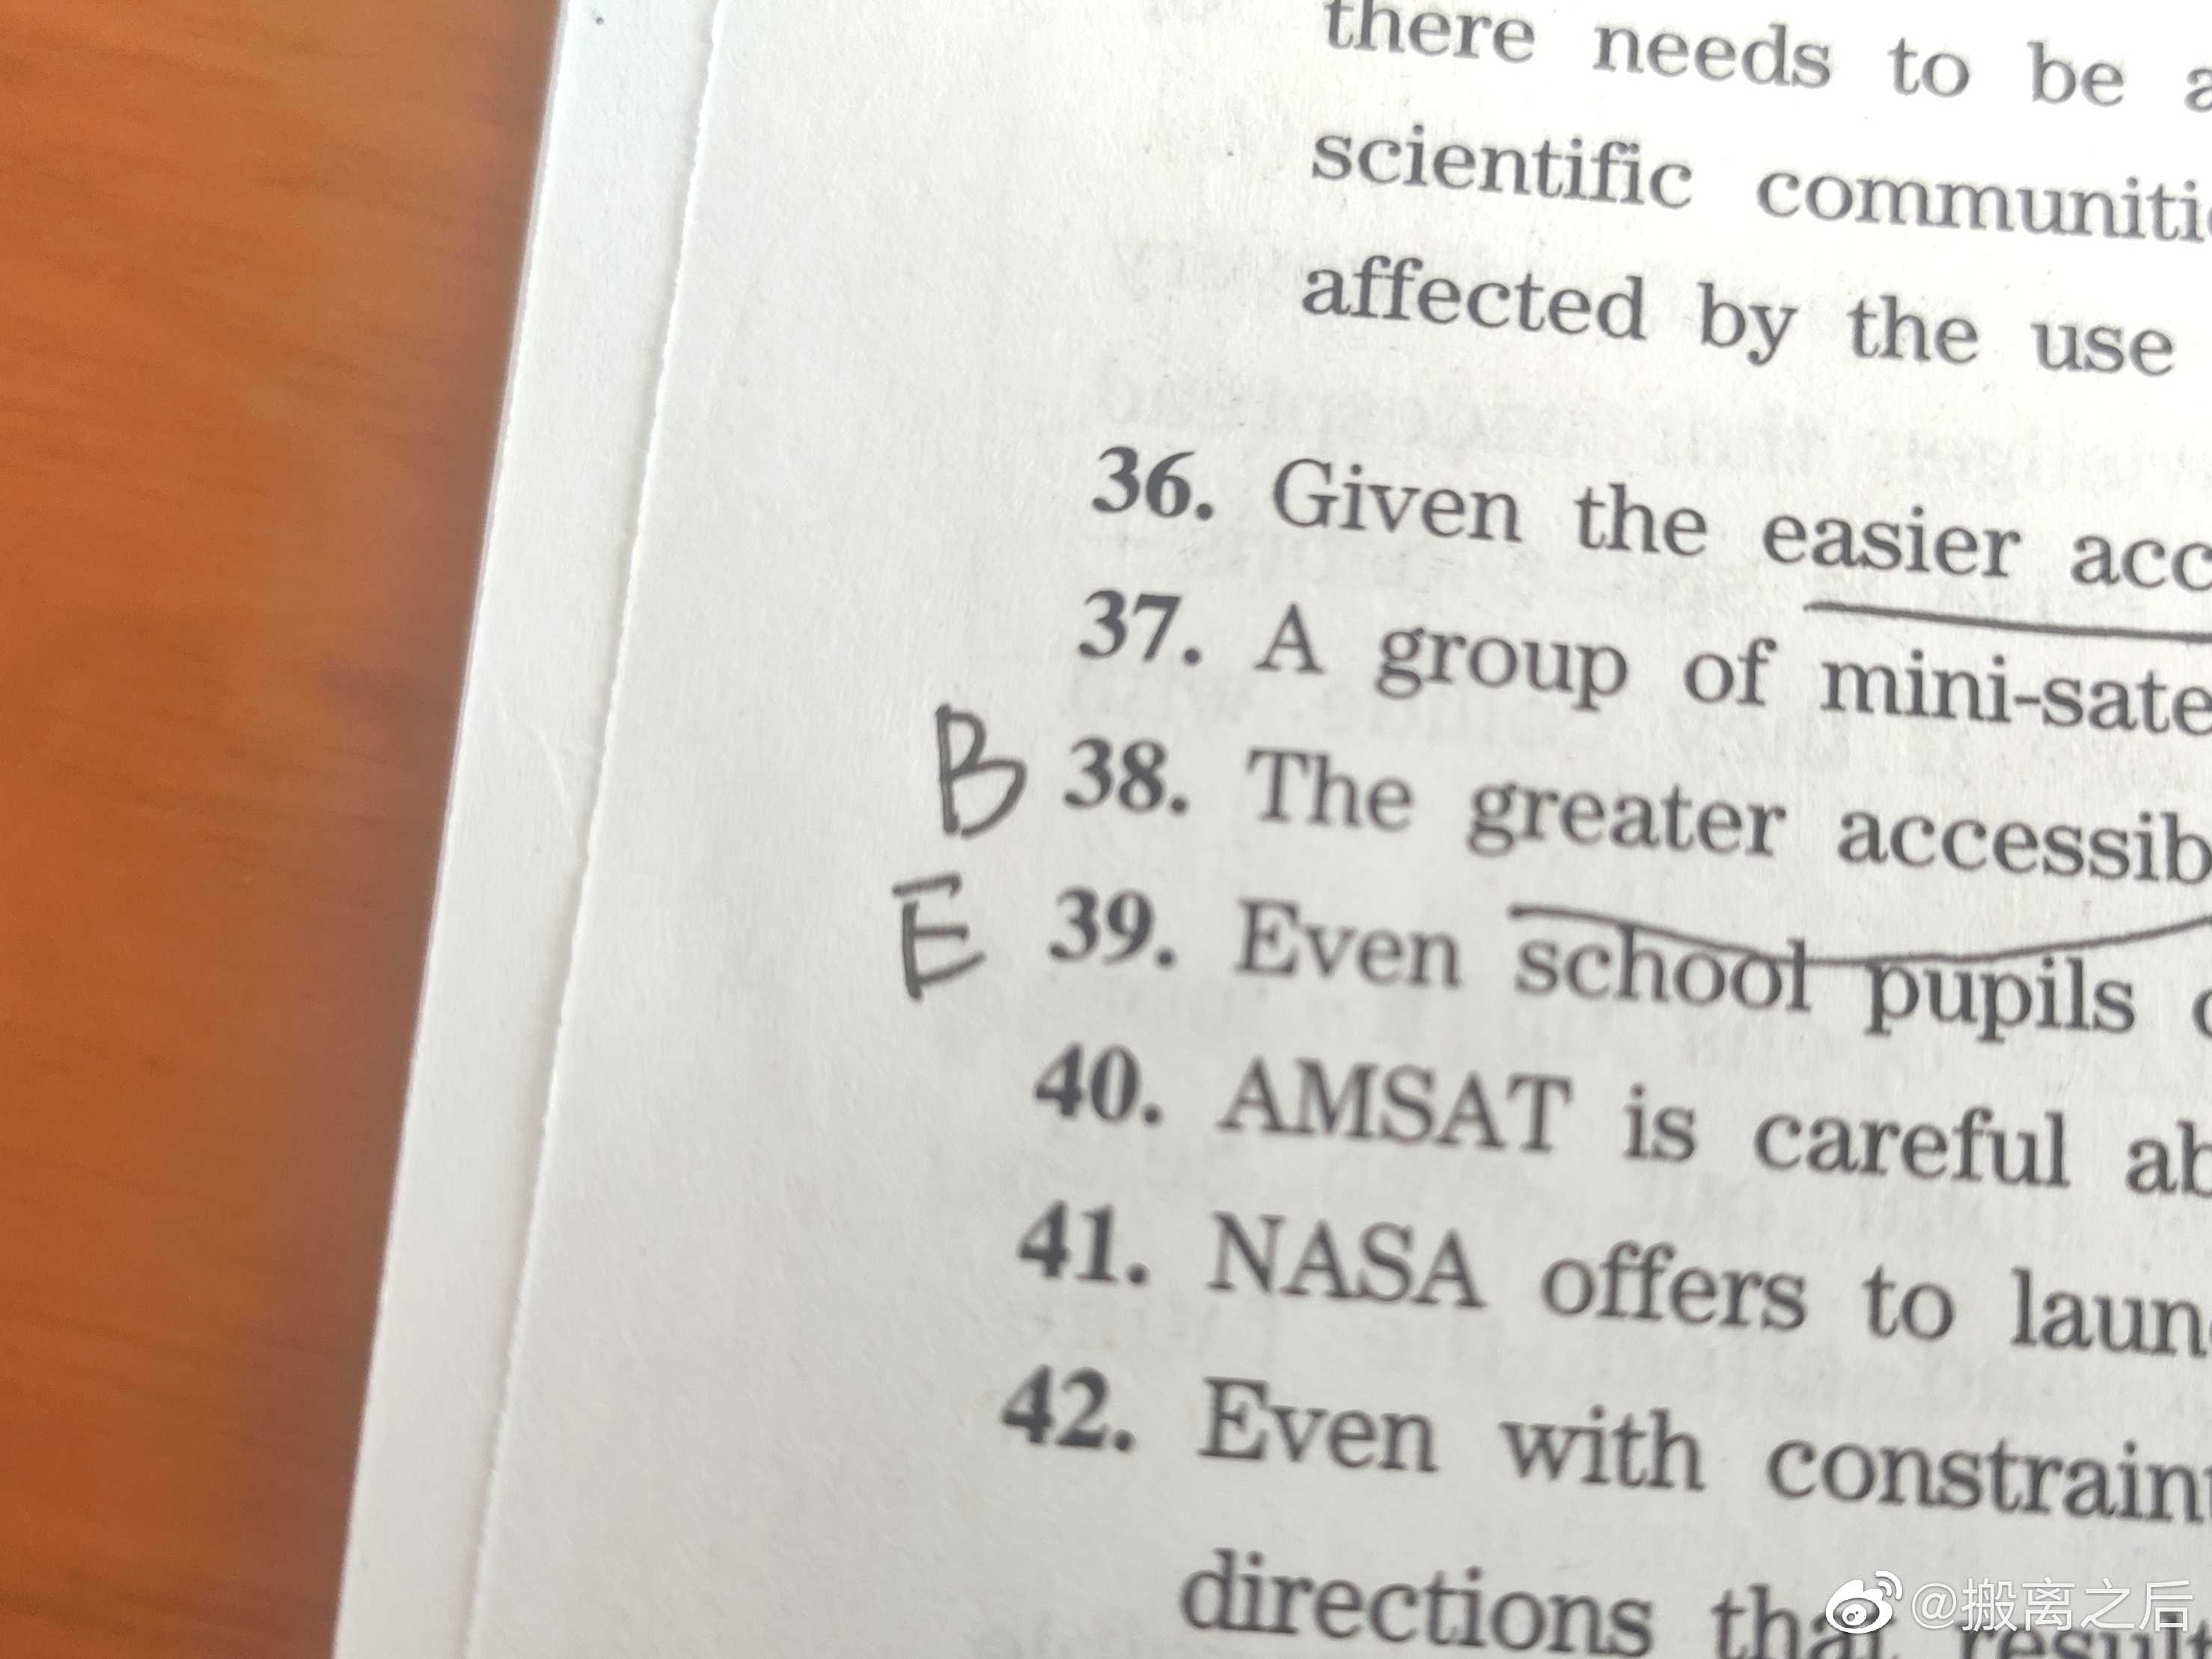 there needs to be a
scientific communiti
affected by the use
36. Given the easier acc
37. A group of mini-sate
B 38. The greater accessib
E 39. Even school pupils
40. AMSAT is careful ab
41. NASA offers to laun
42. Even with constrain
directions that result
@搬离之后